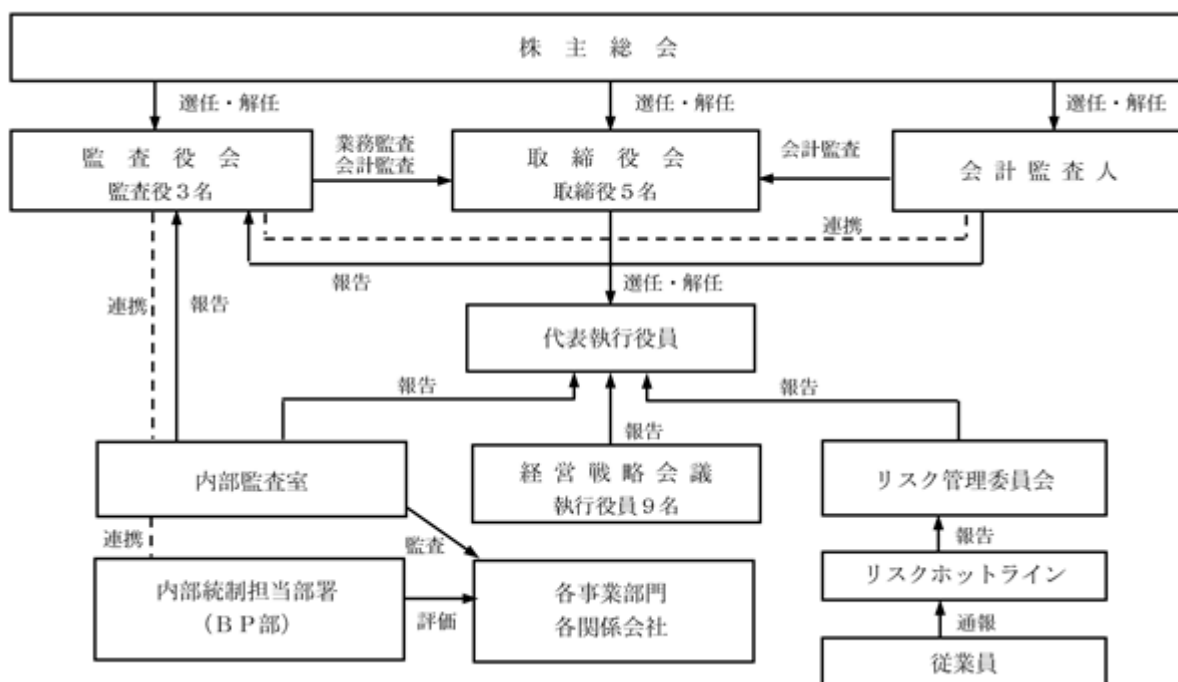 株主総会
選任・解任
選任・解任
選任・解任
監査役会
監査役3名
業務監査
会計監査
取締役会
取締役5名
会計監査
会計監査人
連携
報告
選任・解任
連携
報告
代表執行役員
報告
報告
報告
内部監査室
経営戦略会議
執行役員9名
リスク管理委員会
連携
監査
報告
内部統制担当部署
(BP部)
評価
各事業部門
各関係会社
リスクホットライン
通報
従業員